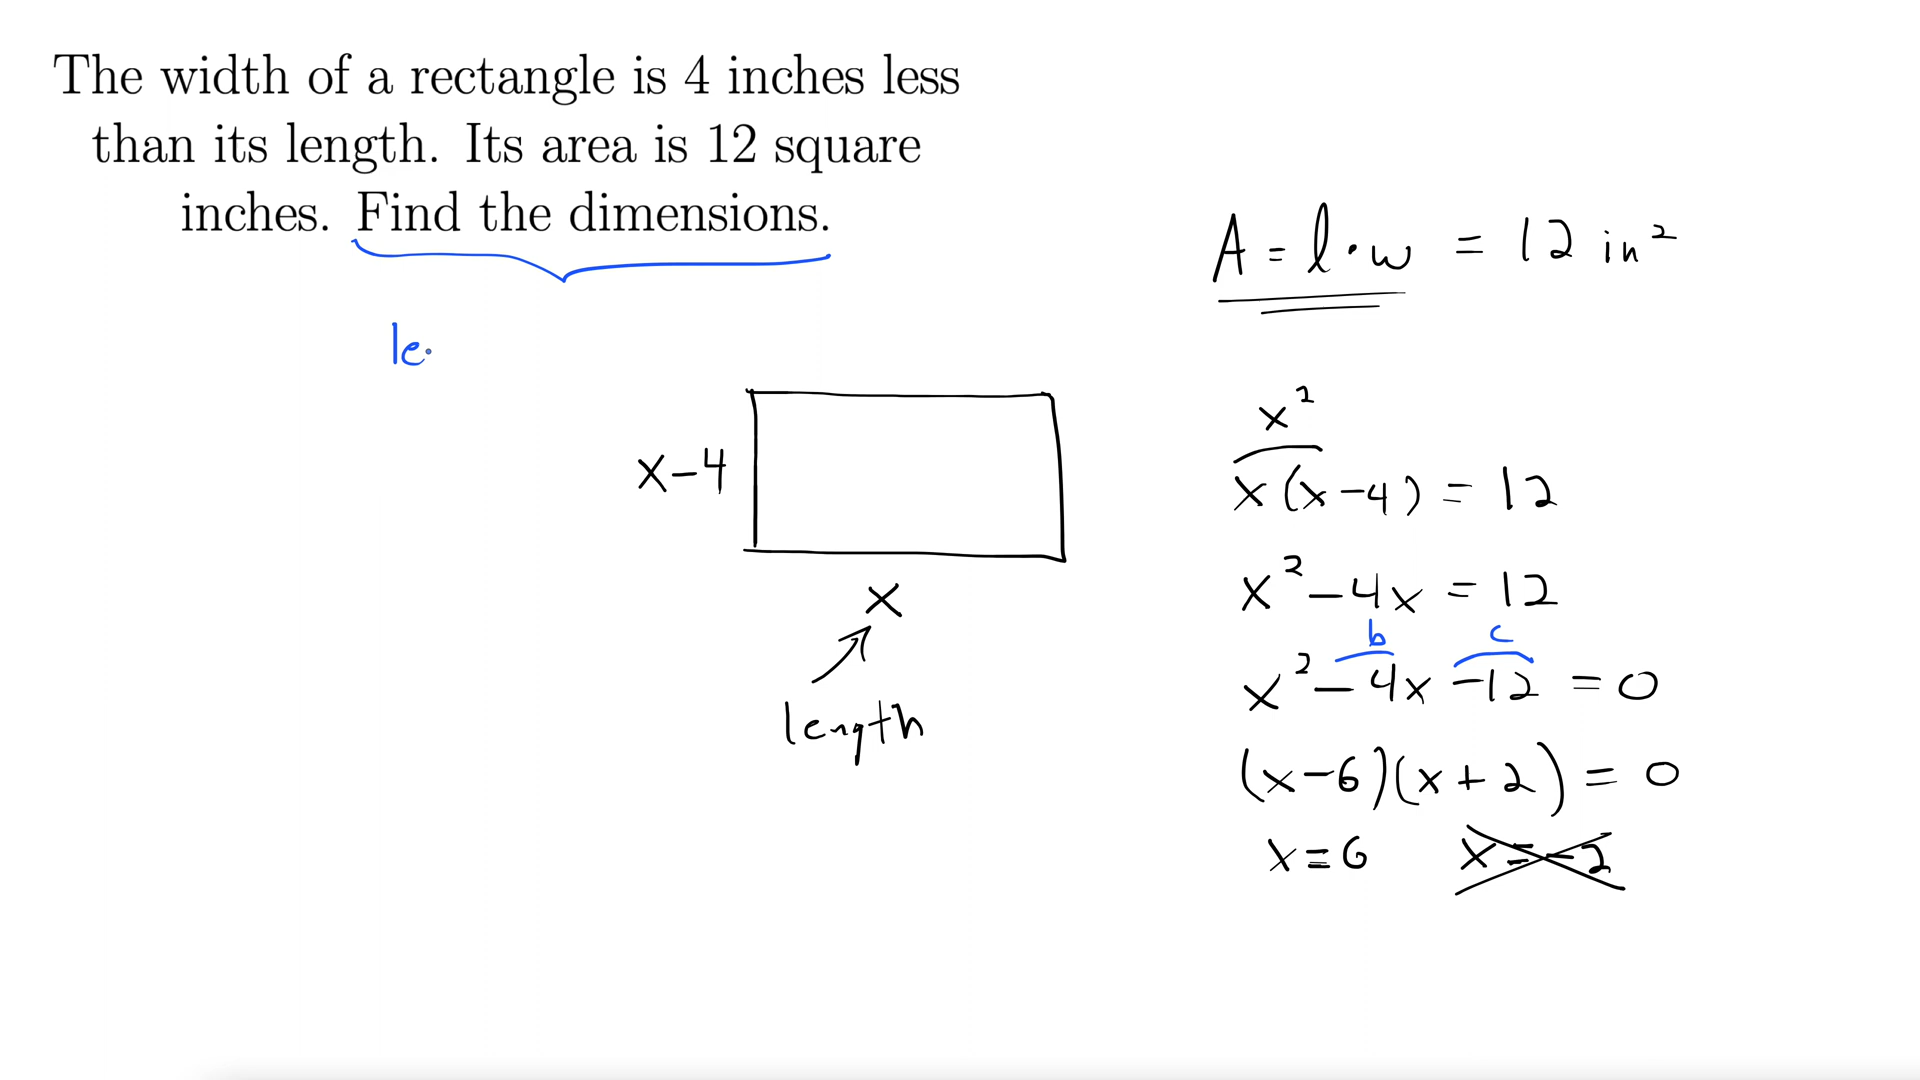 The width of a rectangle is 4 inches less
than its length. Its area is 12 square
inches. Find the dimensions.
A = l · w = 12 in²
le
x²
x(x-4) = 12
x-4
x² - 4x = 12
x
b c
x² - 4x - 12 = 0
length
(x-6)(x+2) = 0
x = 6 x = -2